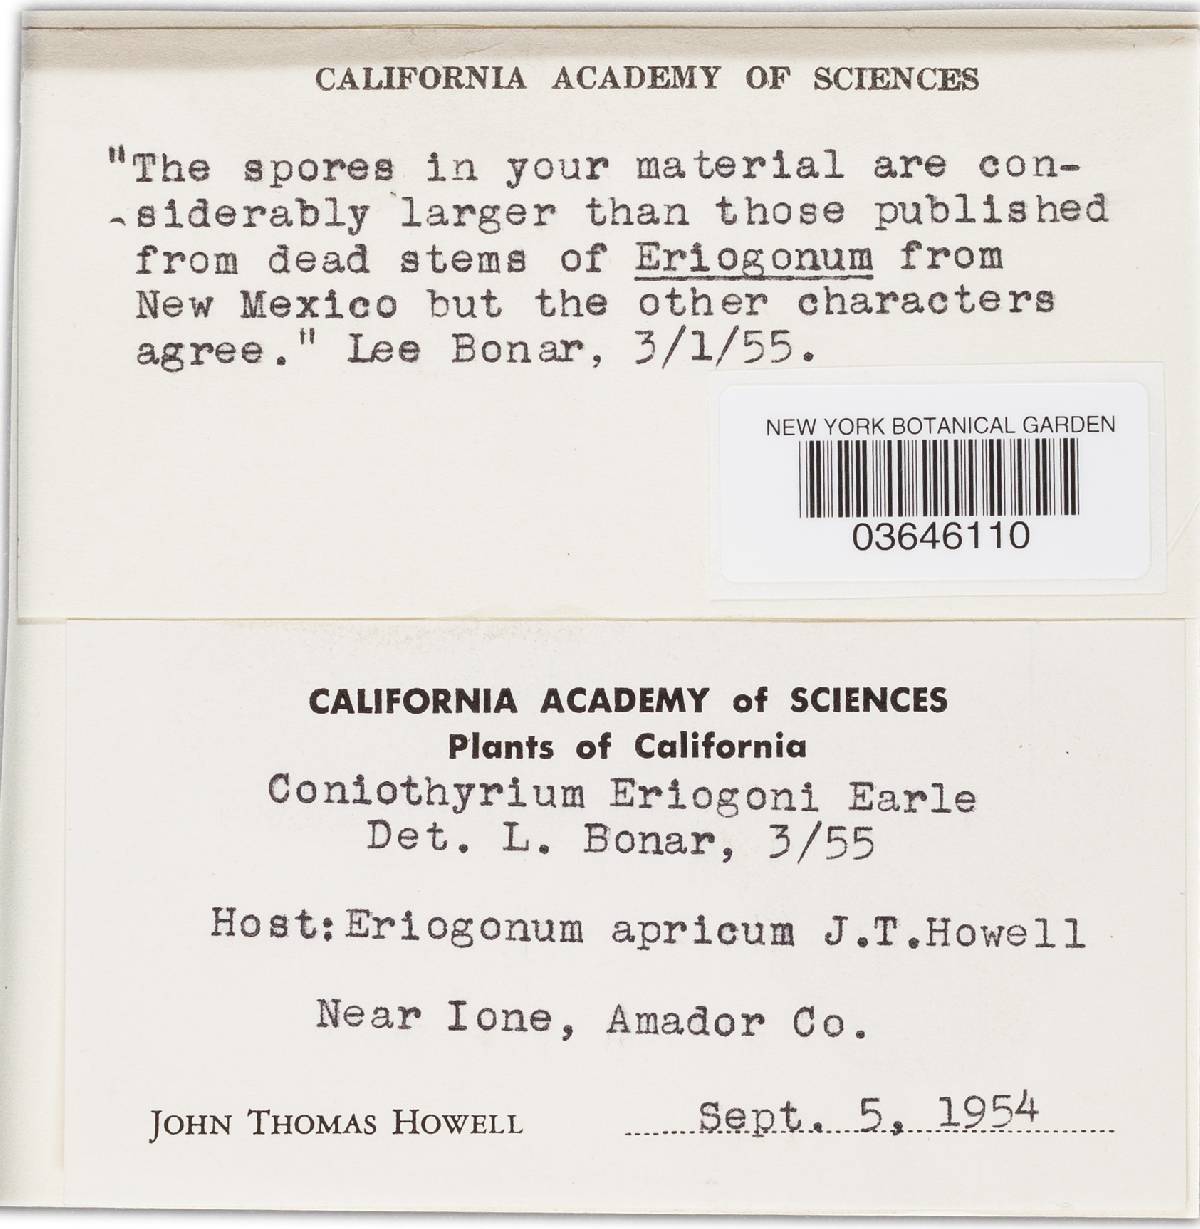 CALIFORNIA ACADEMY OF SCIENCES
"The spores in your material are con-
siderably larger than those published
from dead stems of Eriogonum from
New Mexico but the other characters
agree." Lee Bonar, 3/1/55.
NEW YORK BOTANICAL GARDEN
03646110
CALIFORNIA ACADEMY of SCIENCES
Plants of California
Coniothyrium Eriogoni Earle
Det. L. Bonar, 3/55
Host: Eriogonum apricum J.T.Howell
Near Ione, Amador Co.
JOHN THOMAS HOWELL Sept. 5, 1954